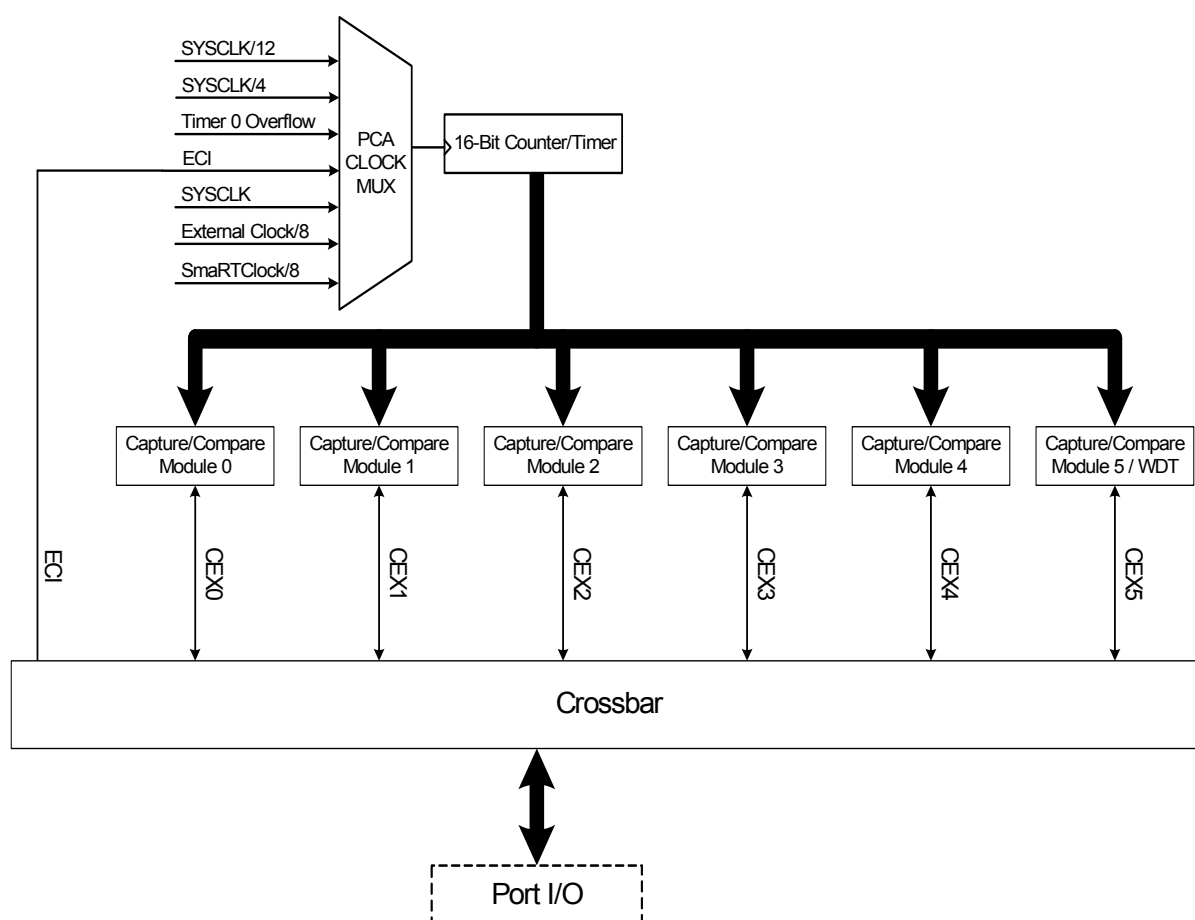 SYSCLK/12
SYSCLK/4
Timer 0 Overflow
ECI
SYSCLK
External Clock/8
SmaRTClock/8
PCA
CLOCK
MUX
16-Bit Counter/Timer
Capture/Compare
Module 0
Capture/Compare
Module 1
Capture/Compare
Module 2
Capture/Compare
Module 3
Capture/Compare
Module 4
Capture/Compare
Module 5 / WDT
ECI
CEX0
CEX1
CEX2
CEX3
CEX4
CEX5
Crossbar
Port I/O